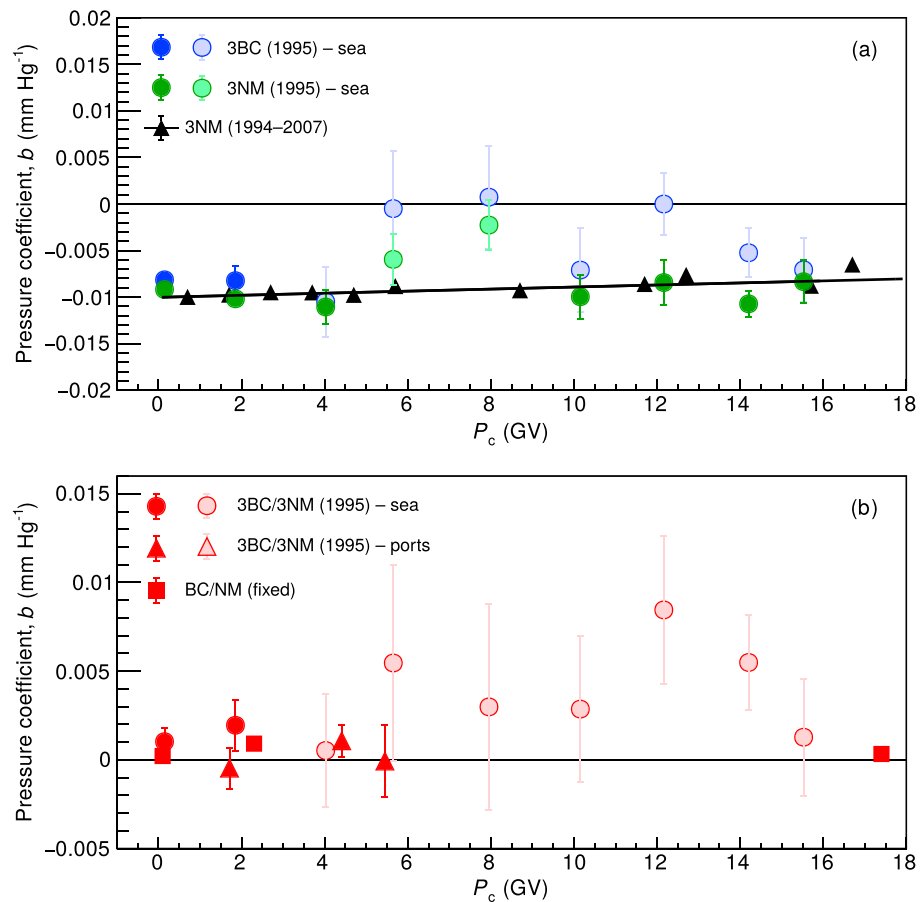 0.02
0.015
0.01
0.005
0
−0.005
−0.01
−0.015
−0.02
Pressure coefficient, b (mm Hg⁻¹)
3BC (1995) – sea
3NM (1995) – sea
3NM (1994–2007)
(a)
0 2 4 6 8 10 12 14 16 18
P_c (GV)
0.015
0.01
0.005
0
−0.005
Pressure coefficient, b (mm Hg⁻¹)
3BC/3NM (1995) – sea
3BC/3NM (1995) – ports
BC/NM (fixed)
(b)
0 2 4 6 8 10 12 14 16 18
P_c (GV)